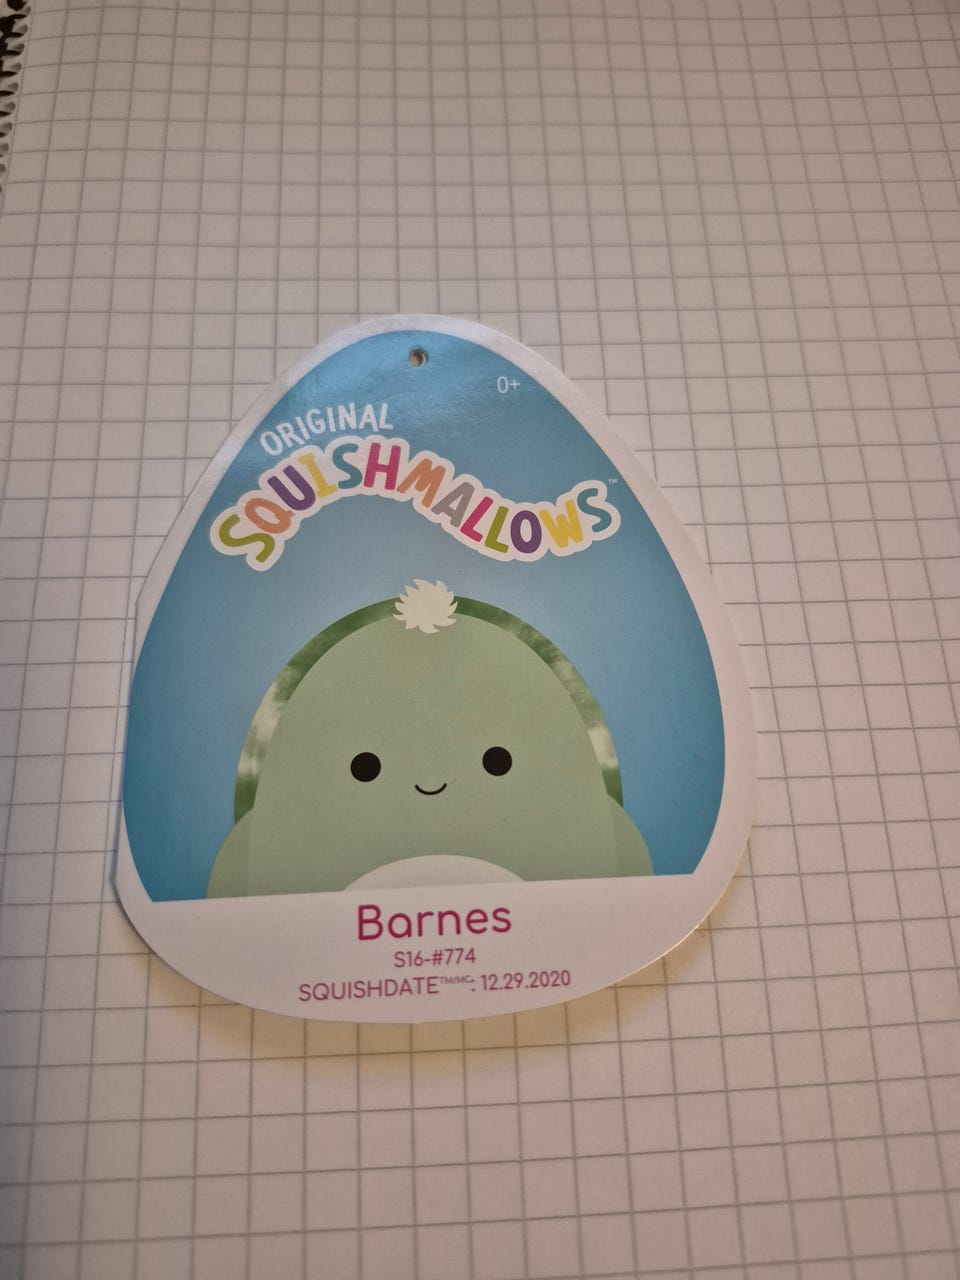 0+
ORIGINAL
SQUISHMALLOWS™
Barnes
S16-#774
SQUISHDATE™/MC: 12.29.2020